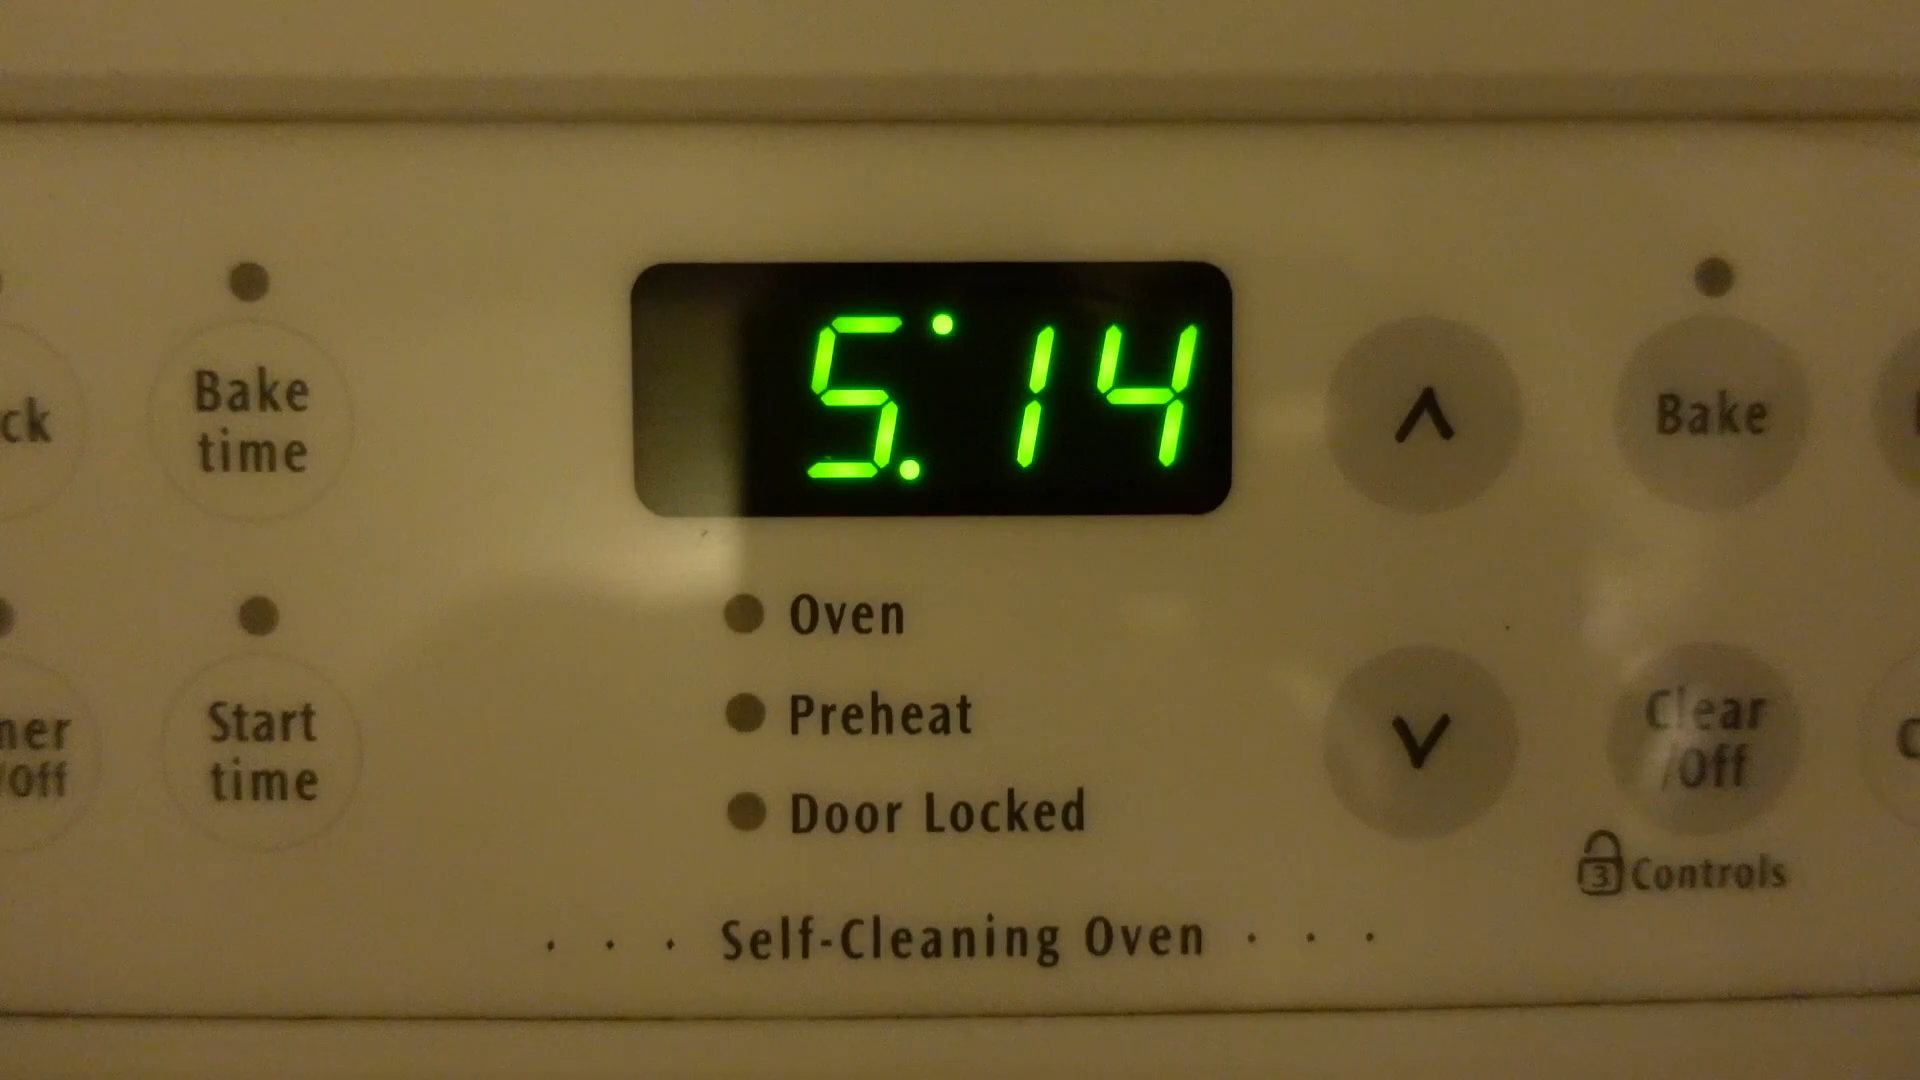 5:14
ck
Bake
time
Bake
Oven
Preheat
Door Locked
ner
/Off
Start
time
Clear
/Off
3 Controls
. . . Self-Cleaning Oven . . .